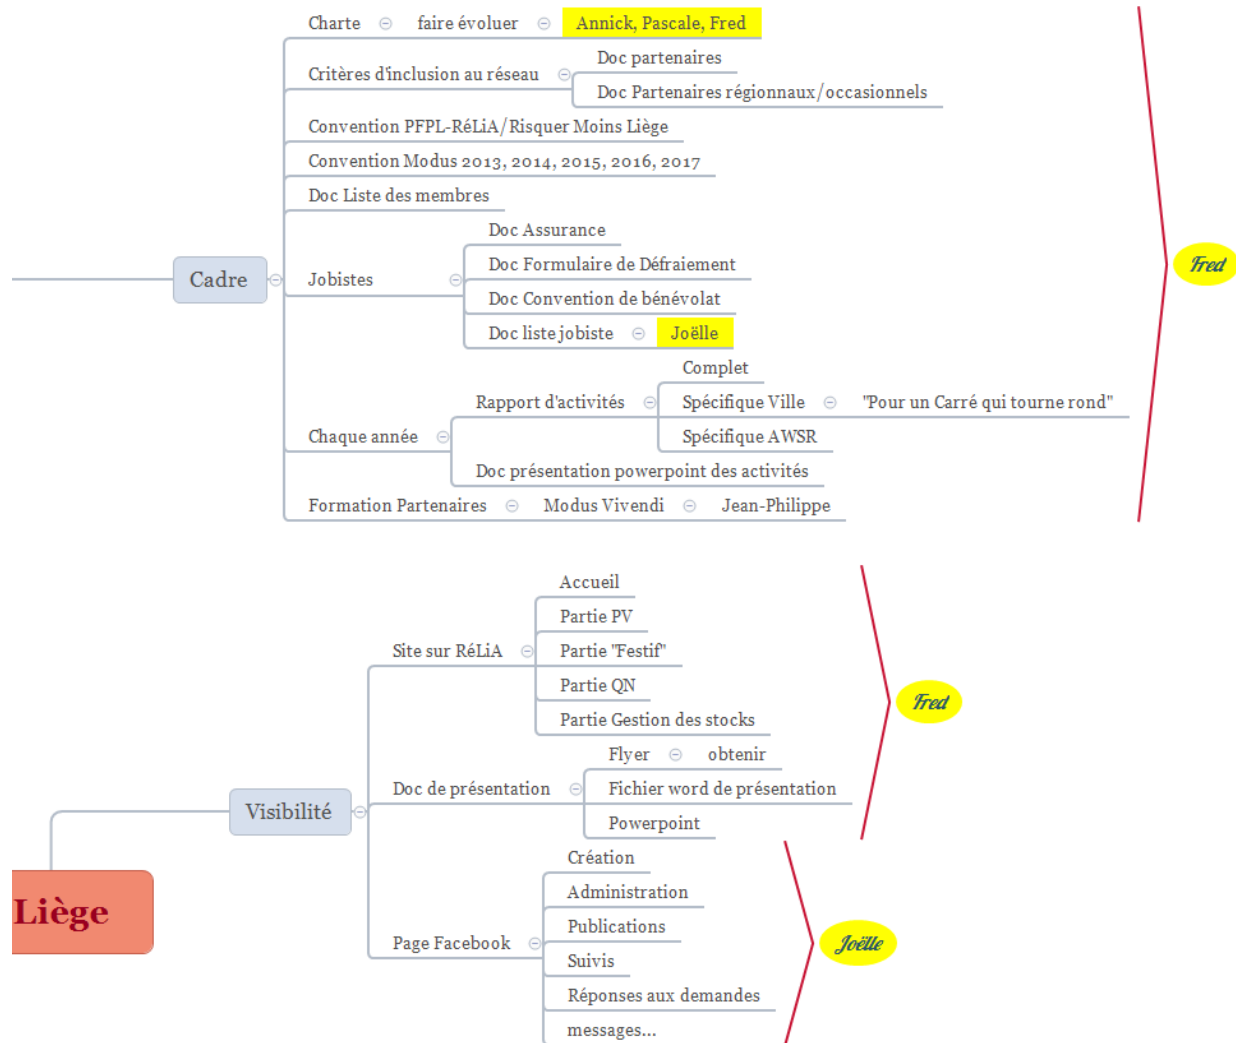 Charte faire évoluer Annick, Pascale, Fred
Critères d'inclusion au réseau
Doc partenaires
Doc Partenaires régionnaux/occasionnels
Convention PFPL-RéLiA/Risquer Moins Liège
Convention Modus 2013, 2014, 2015, 2016, 2017
Doc Liste des membres
Cadre
Jobistes
Doc Assurance
Doc Formulaire de Défraiement
Doc Convention de bénévolat
Doc liste jobiste Joëlle
Chaque année
Rapport d'activités
Complet
Spécifique Ville "Pour un Carré qui tourne rond"
Spécifique AWSR
Doc présentation powerpoint des activités
Formation Partenaires Modus Vivendi Jean-Philippe
Fred
Liège
Visibilité
Site sur RéLiA
Accueil
Partie PV
Partie "Festif"
Partie QN
Partie Gestion des stocks
Doc de présentation
Flyer obtenir
Fichier word de présentation
Powerpoint
Fred
Page Facebook
Création
Administration
Publications
Suivis
Réponses aux demandes
messages...
Joëlle